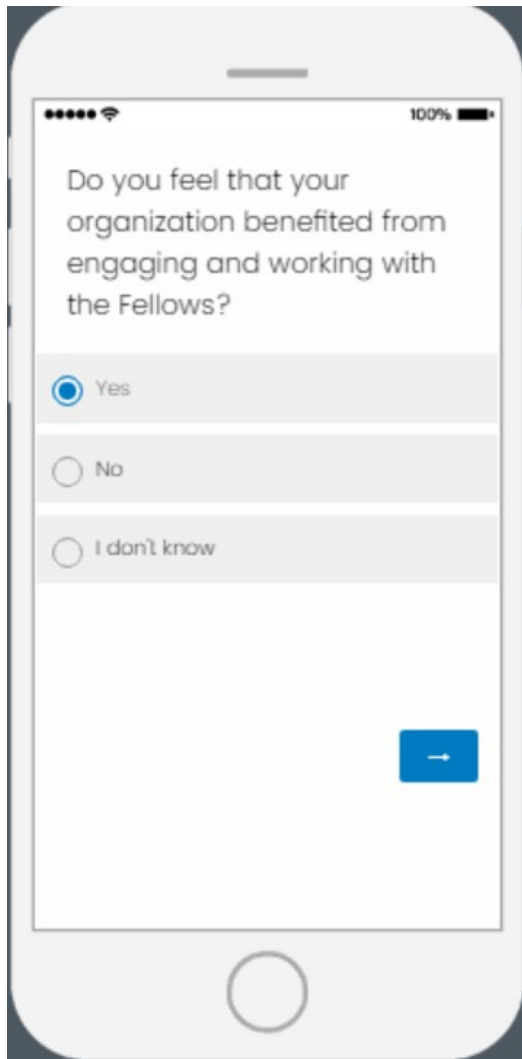 100%
Do you feel that your
organization benefited from
engaging and working with
the Fellows?
Yes
No
I don't know
→